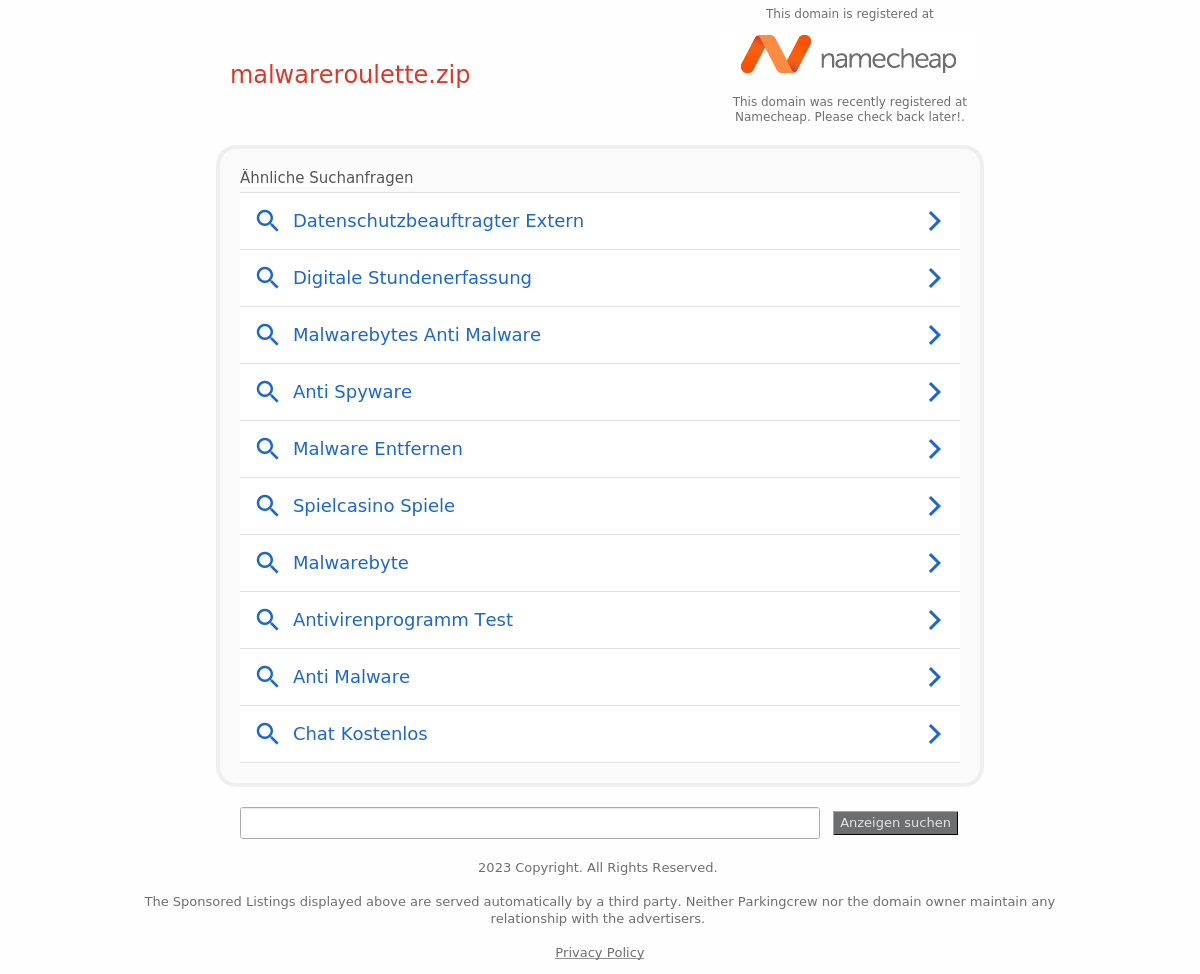 This domain is registered at
namecheap
malwareroulette.zip
This domain was recently registered at
Namecheap. Please check back later!.
Ähnliche Suchanfragen
Datenschutzbeauftragter Extern
Digitale Stundenerfassung
Malwarebytes Anti Malware
Anti Spyware
Malware Entfernen
Spielcasino Spiele
Malwarebyte
Antivirenprogramm Test
Anti Malware
Chat Kostenlos
Anzeigen suchen
2023 Copyright. All Rights Reserved.
The Sponsored Listings displayed above are served automatically by a third party. Neither Parkingcrew nor the domain owner maintain any
relationship with the advertisers.
Privacy Policy